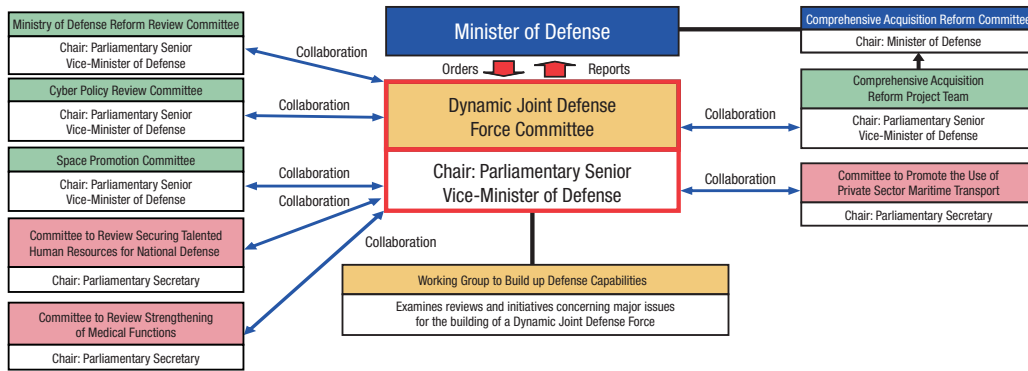 Ministry of Defense Reform Review Committee
Chair: Parliamentary Senior
Vice-Minister of Defense
Cyber Policy Review Committee
Chair: Parliamentary Senior
Vice-Minister of Defense
Space Promotion Committee
Chair: Parliamentary Senior
Vice-Minister of Defense
Committee to Review Securing Talented
Human Resources for National Defense
Chair: Parliamentary Secretary
Committee to Review Strengthening
of Medical Functions
Chair: Parliamentary Secretary
Collaboration
Collaboration
Collaboration
Collaboration
Collaboration
Minister of Defense
Orders
Reports
Dynamic Joint Defense
Force Committee
Chair: Parliamentary Senior
Vice-Minister of Defense
Working Group to Build up Defense Capabilities
Examines reviews and initiatives concerning major issues
for the building of a Dynamic Joint Defense Force
Collaboration
Collaboration
Comprehensive Acquisition Reform Committee
Chair: Minister of Defense
Comprehensive Acquisition
Reform Project Team
Chair: Parliamentary Senior
Vice-Minister of Defense
Committee to Promote the Use of
Private Sector Maritime Transport
Chair: Parliamentary Secretary